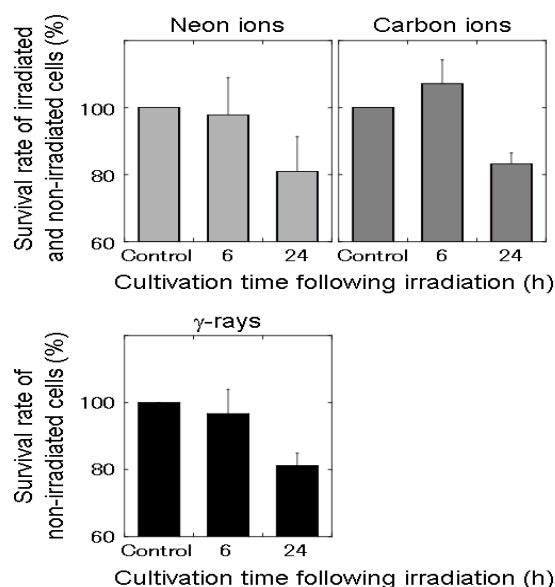 Neon ions
Carbon ions
Survival rate of irradiated
and non-irradiated cells (%)
100
80
60
Control 6 24
Control 6 24
Cultivation time following irradiation (h)
γ-rays
Survival rate of
non-irradiated cells (%)
100
80
60
Control 6 24
Cultivation time following irradiation (h)